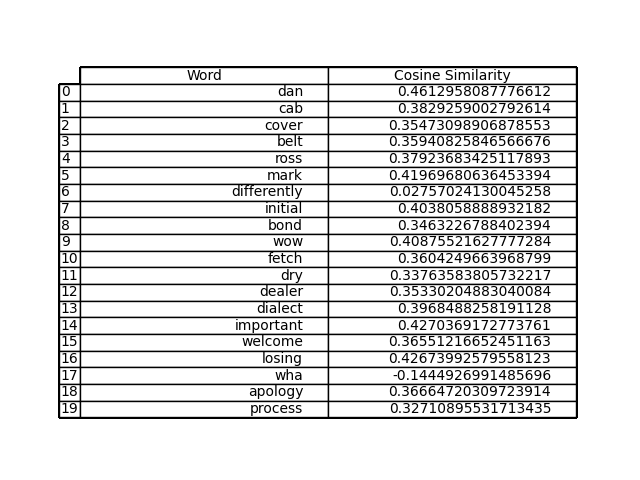 Word Cosine Similarity
0 dan 0.4612958087776612
1 cab 0.3829259002792614
2 cover 0.35473098906878553
3 belt 0.35940825846566676
4 ross 0.37923683425117893
5 mark 0.41969680636453394
6 differently 0.02757024130045258
7 initial 0.4038058888932182
8 bond 0.3463226788402394
9 wow 0.40875521627777284
10 fetch 0.3604249663968799
11 dry 0.33763583805732217
12 dealer 0.35330204883040084
13 dialect 0.3968488258191128
14 important 0.4270369172773761
15 welcome 0.36551216652451163
16 losing 0.42673992579558123
17 wha -0.1444926991485696
18 apology 0.36664720309723914
19 process 0.32710895531713435